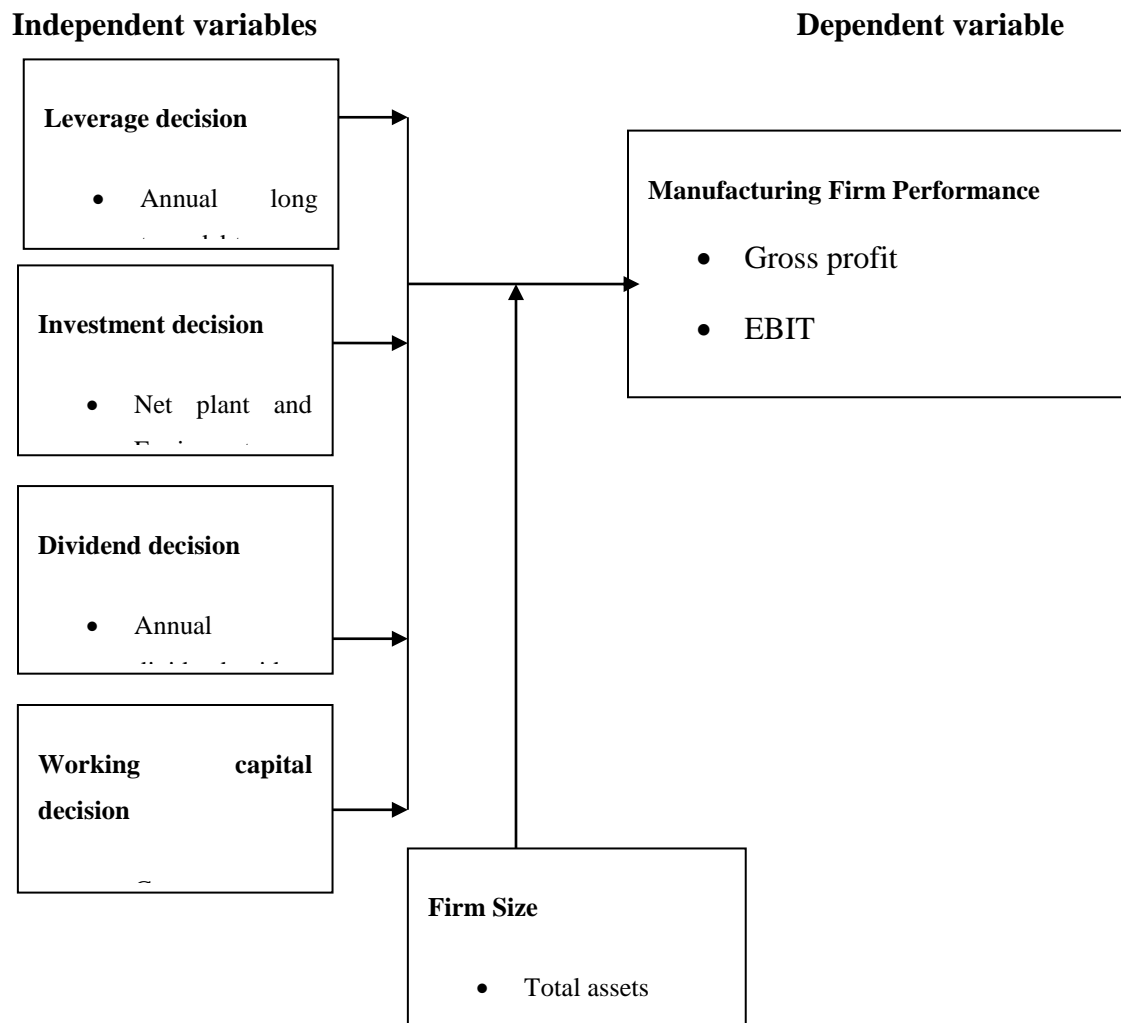 Independent variables
Dependent variable
Leverage decision
• Annual long
Investment decision
• Net plant and
Dividend decision
• Annual
Working capital
decision
Manufacturing Firm Performance
• Gross profit
• EBIT
Firm Size
• Total assets